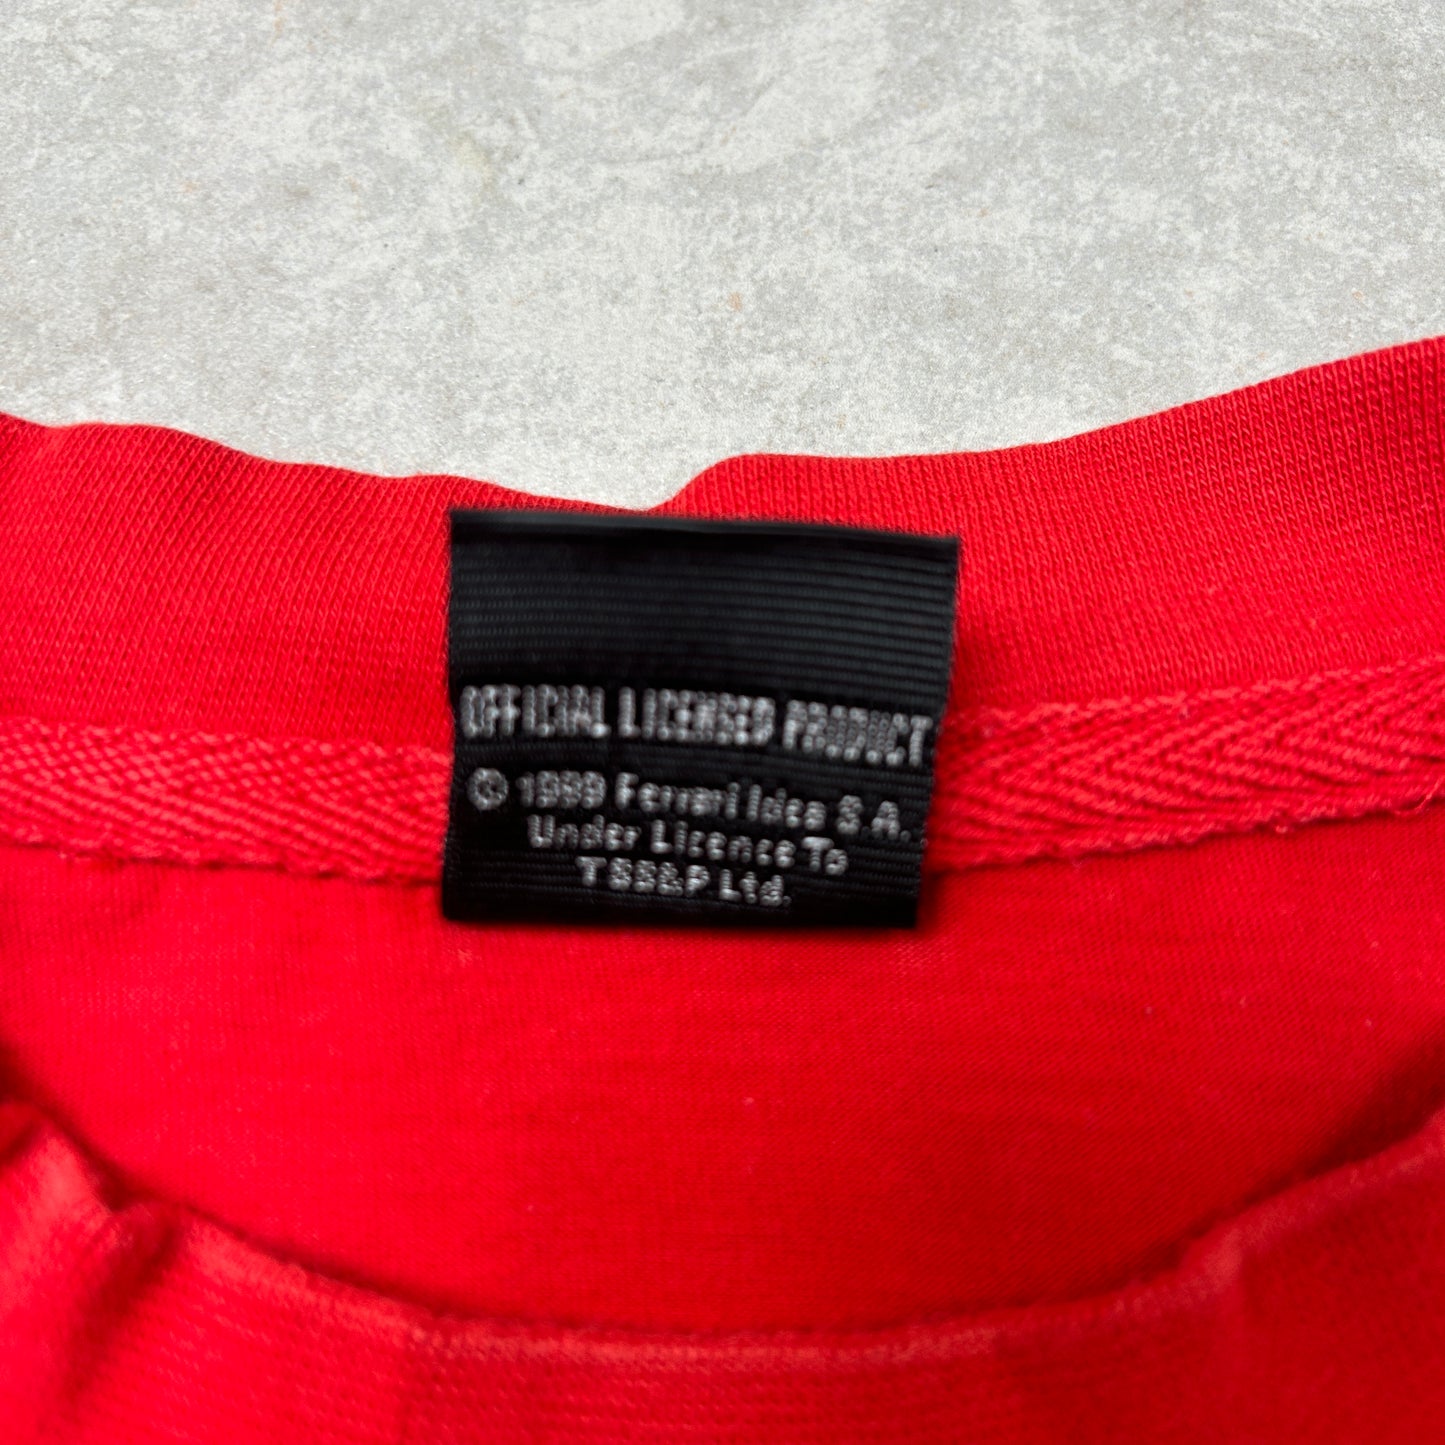 OFFICIAL LICENSED PRODUCT
© 1999 Ferrari Idea S.A.
Under Licence To
TSS&P Ltd.